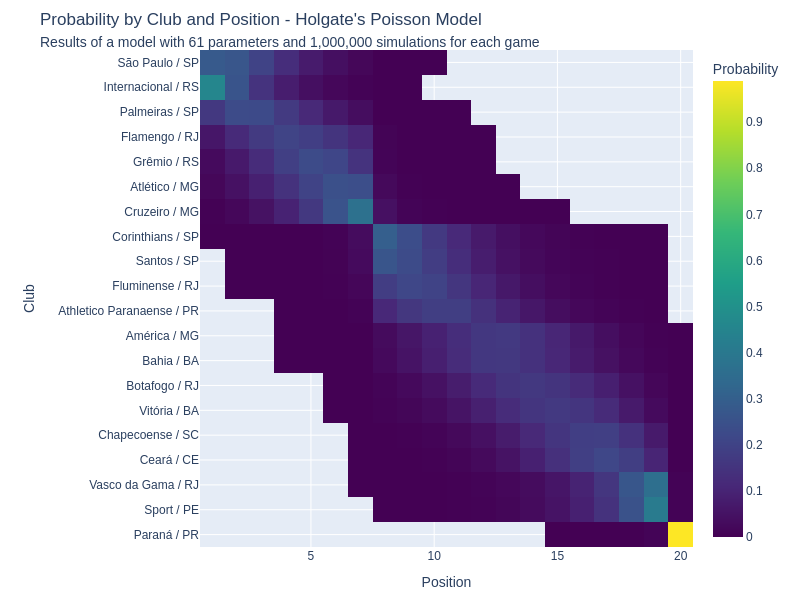 Probability by Club and Position - Holgate's Poisson Model
Results of a model with 61 parameters and 1,000,000 simulations for each game
Probability
São Paulo / SP
Internacional / RS
Palmeiras / SP
Flamengo / RJ
Grêmio / RS
Atlético / MG
Cruzeiro / MG
Corinthians / SP
Santos / SP
Fluminense / RJ
Athletico Paranaense / PR
América / MG
Bahia / BA
Botafogo / RJ
Vitória / BA
Chapecoense / SC
Ceará / CE
Vasco da Gama / RJ
Sport / PE
Paraná / PR
Club
5
10
15
20
Position
0.9
0.8
0.7
0.6
0.5
0.4
0.3
0.2
0.1
0